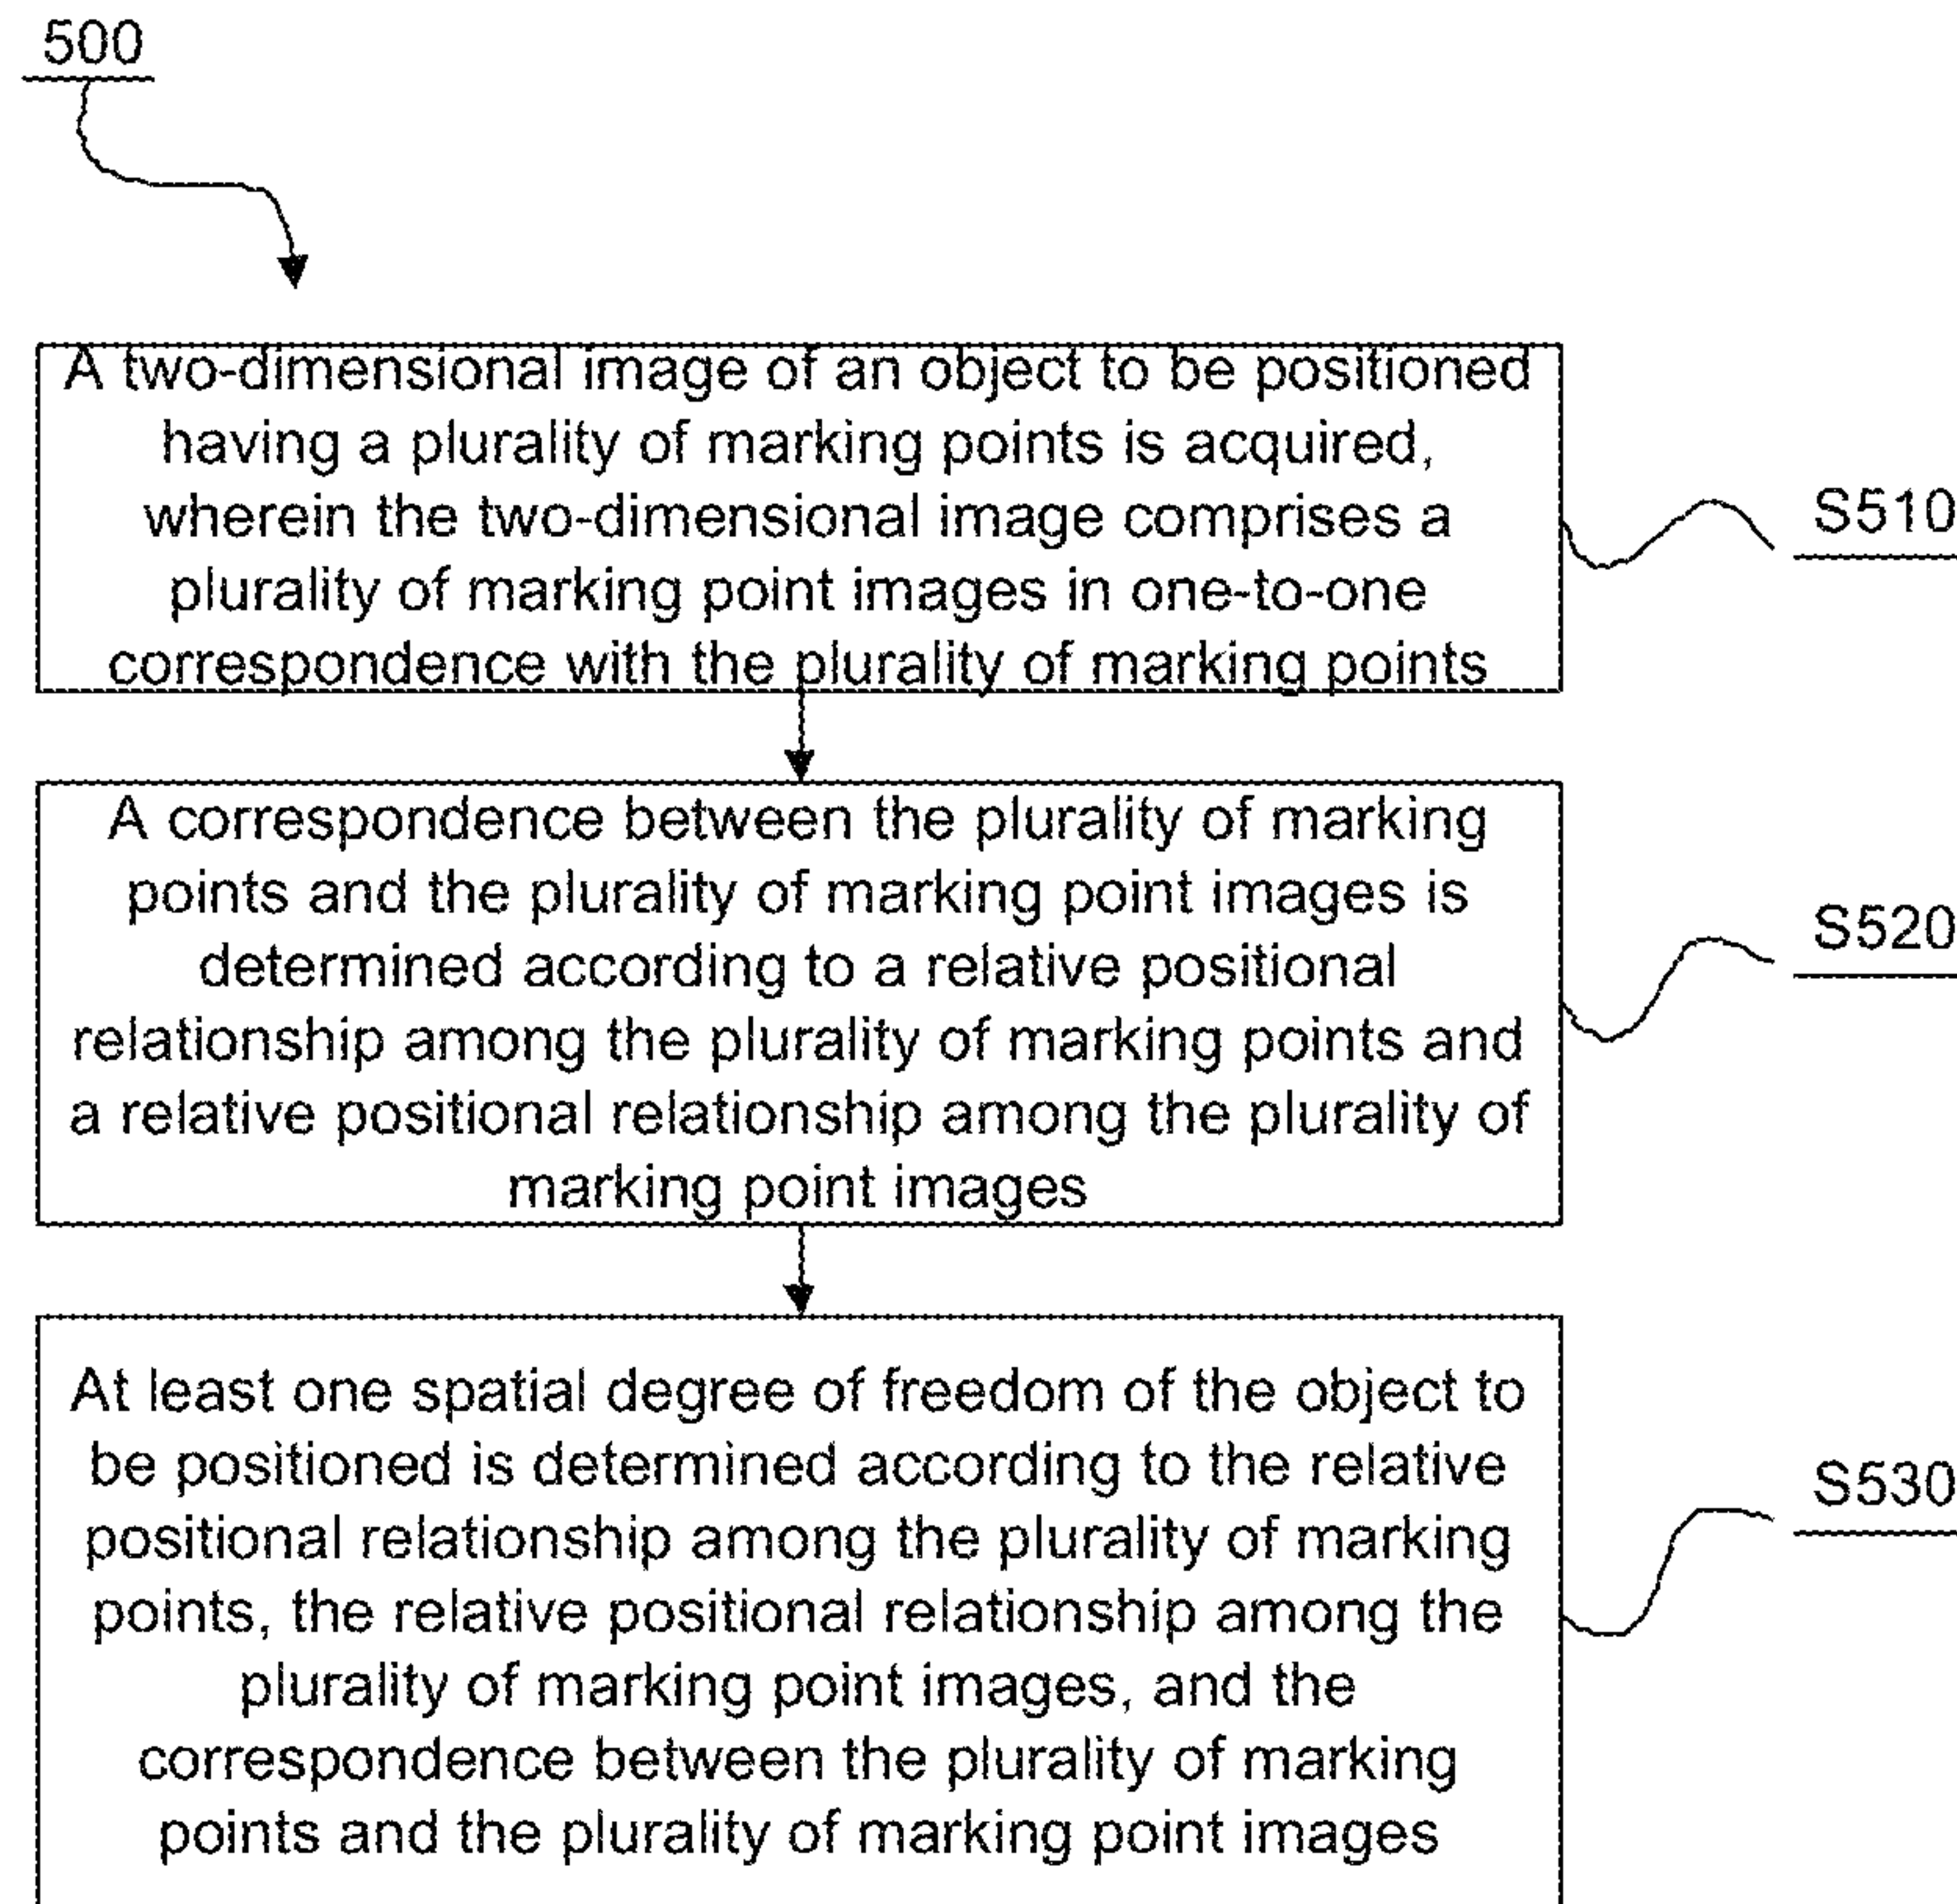 500
A two-dimensional image of an object to be positioned
having a plurality of marking points is acquired,
wherein the two-dimensional image comprises a
plurality of marking point images in one-to-one
correspondence with the plurality of marking points
S510
A correspondence between the plurality of marking
points and the plurality of marking point images is
determined according to a relative positional
relationship among the plurality of marking points and
a relative positional relationship among the plurality of
marking point images
S520
At least one spatial degree of freedom of the object to
be positioned is determined according to the relative
positional relationship among the plurality of marking
points, the relative positional relationship among the
plurality of marking point images, and the
correspondence between the plurality of marking
points and the plurality of marking point images
S530